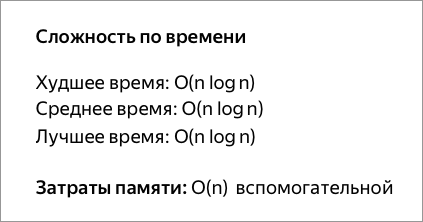 Сложность по времени
Худшее время: O(n log n)
Среднее время: O(n log n)
Лучшее время: O(n log n)
Затраты памяти: O(n) вспомогательной